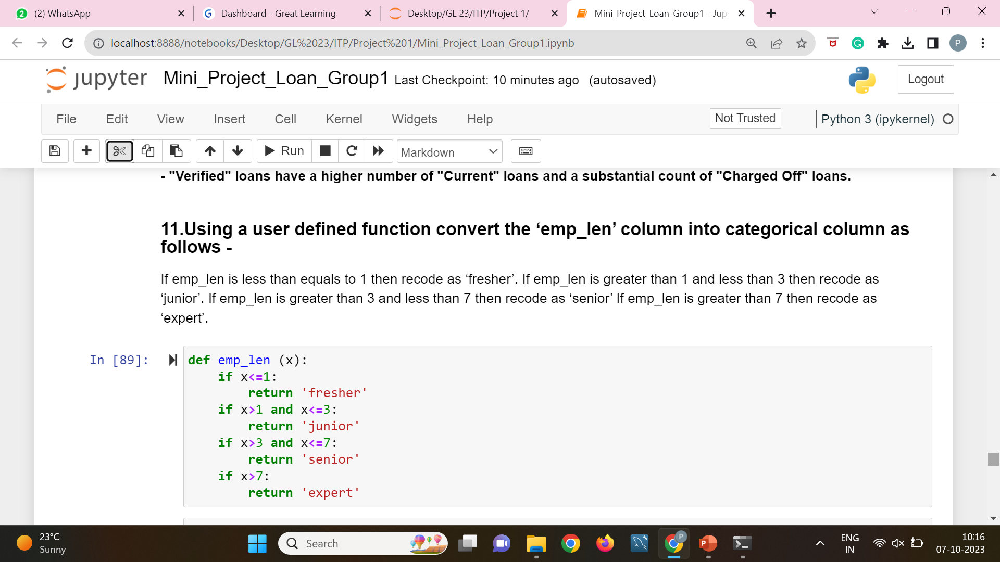 (2) WhatsApp
Dashboard - Great Learning
Desktop/GL 23/ITP/Project 1/
Mini_Project_Loan_Group1 - Jup
localhost:8888/notebooks/Desktop/GL%2023/ITP/Project%201/Mini_Project_Loan_Group1.ipynb
P
jupyter
Mini_Project_Loan_Group1
Last Checkpoint: 10 minutes ago (autosaved)
Logout
File Edit View Insert Cell Kernel Widgets Help
Not Trusted
Python 3 (ipykernel)
Run
Markdown
- "Verified" loans have a higher number of "Current" loans and a substantial count of "Charged Off" loans.
11.Using a user defined function convert the ‘emp_len’ column into categorical column as
follows -
If emp_len is less than equals to 1 then recode as ‘fresher’. If emp_len is greater than 1 and less than 3 then recode as
‘junior’. If emp_len is greater than 3 and less than 7 then recode as ‘senior’ If emp_len is greater than 7 then recode as
‘expert’.
In [89]:
def emp_len (x):
    if x<=1:
        return 'fresher'
    if x>1 and x<=3:
        return 'junior'
    if x>3 and x<=7:
        return 'senior'
    if x>7:
        return 'expert'
23°C
Sunny
Search
P
P
ENG
IN
10:16
07-10-2023